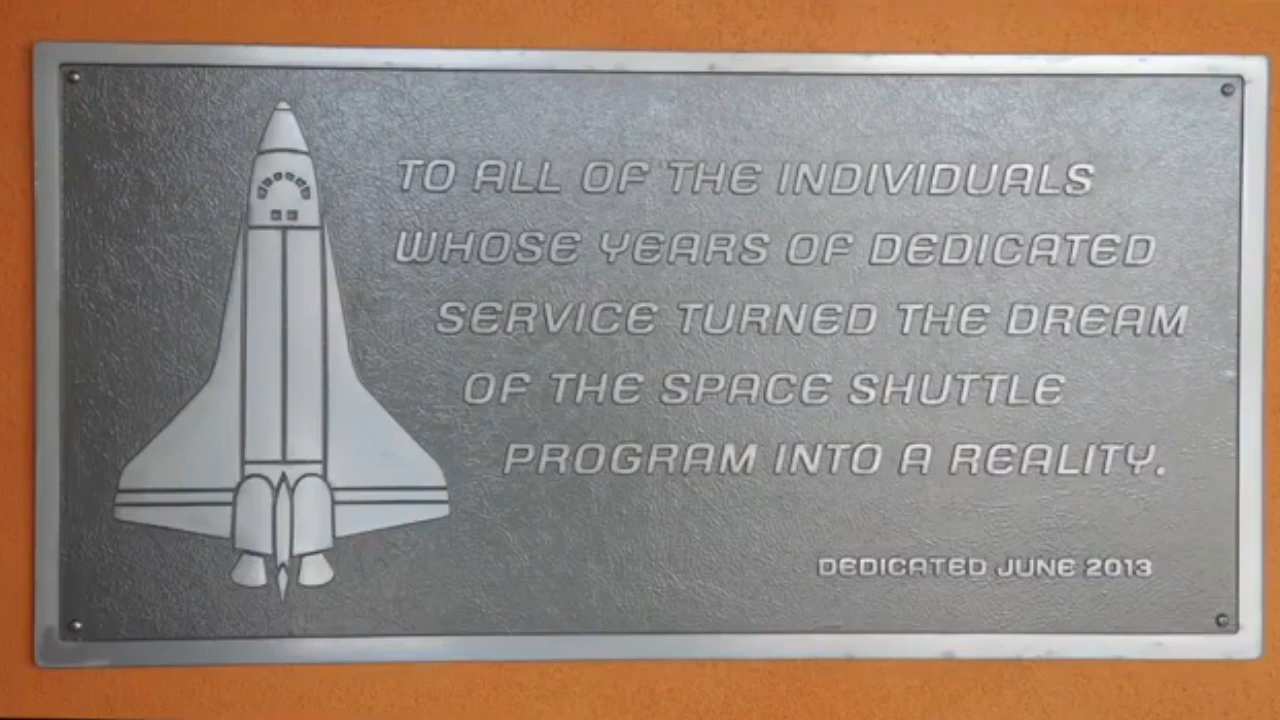 TO ALL OF THE INDIVIDUALS
WHOSE YEARS OF DEDICATED
SERVICE TURNED THE DREAM
OF THE SPACE SHUTTLE
PROGRAM INTO A REALITY.
DEDICATED JUNE 2013